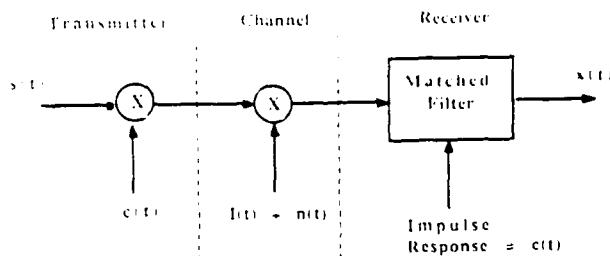 Transmitter
Channel
Receiver
s(t)
X
X
Matched
Filter
x(t)
c(t)
I(t) + n(t)
Impulse
Response = c(t)